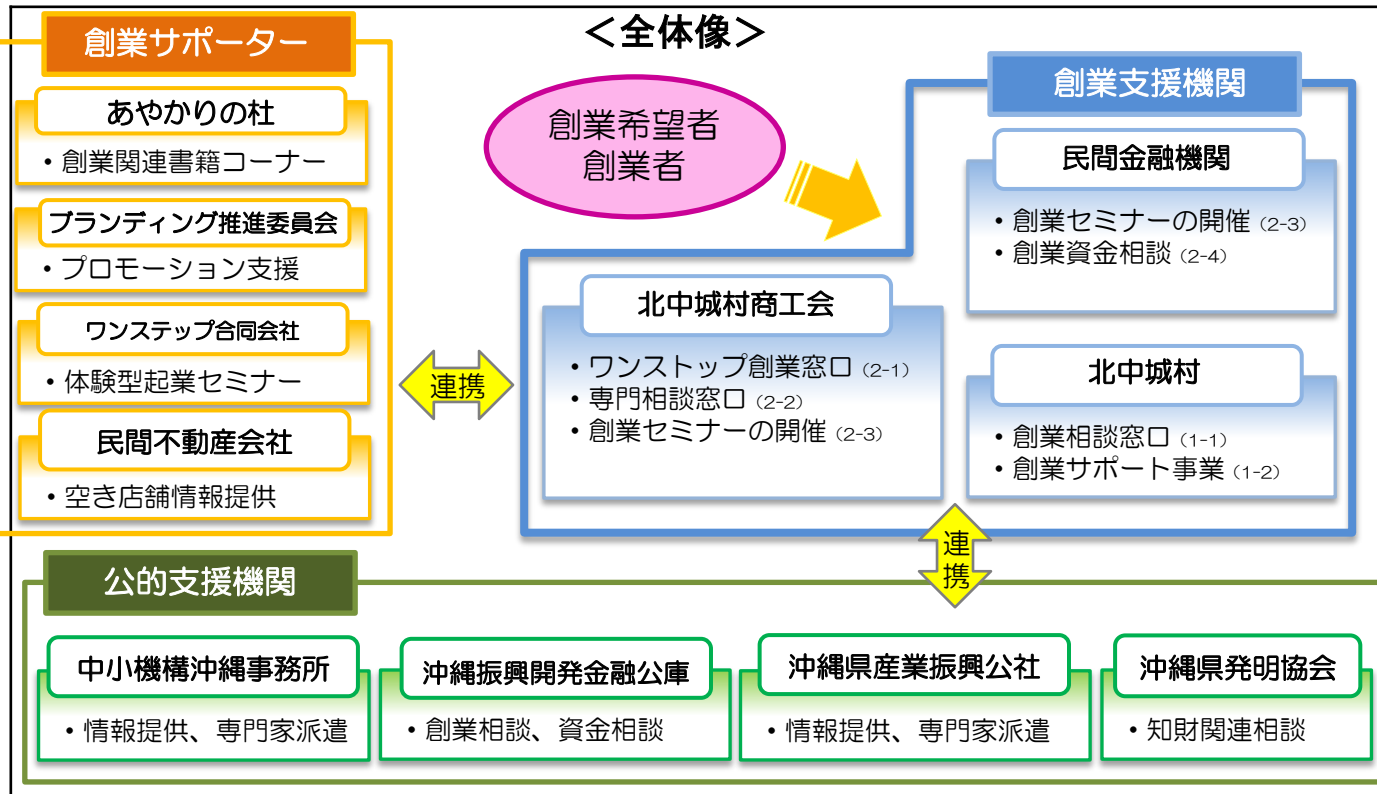 ＜全体像＞
創業サポーター
あやかりの杜
・創業関連書籍コーナー
ブランディング推進委員会
・プロモーション支援
ワンステップ合同会社
・体験型起業セミナー
民間不動産会社
・空き店舗情報提供
連携
創業希望者
創業者
創業支援機関
民間金融機関
・創業セミナーの開催（2-3）
・創業資金相談（2-4）
北中城村商工会
・ワンストップ創業窓口（2-1）
・専門相談窓口（2-2）
・創業セミナーの開催（2-3）
北中城村
・創業相談窓口（1-1）
・創業サポート事業（1-2）
連
携
公的支援機関
中小機構沖縄事務所
・情報提供、専門家派遣
沖縄振興開発金融公庫
・創業相談、資金相談
沖縄県産業振興公社
・情報提供、専門家派遣
沖縄県発明協会
・知財関連相談